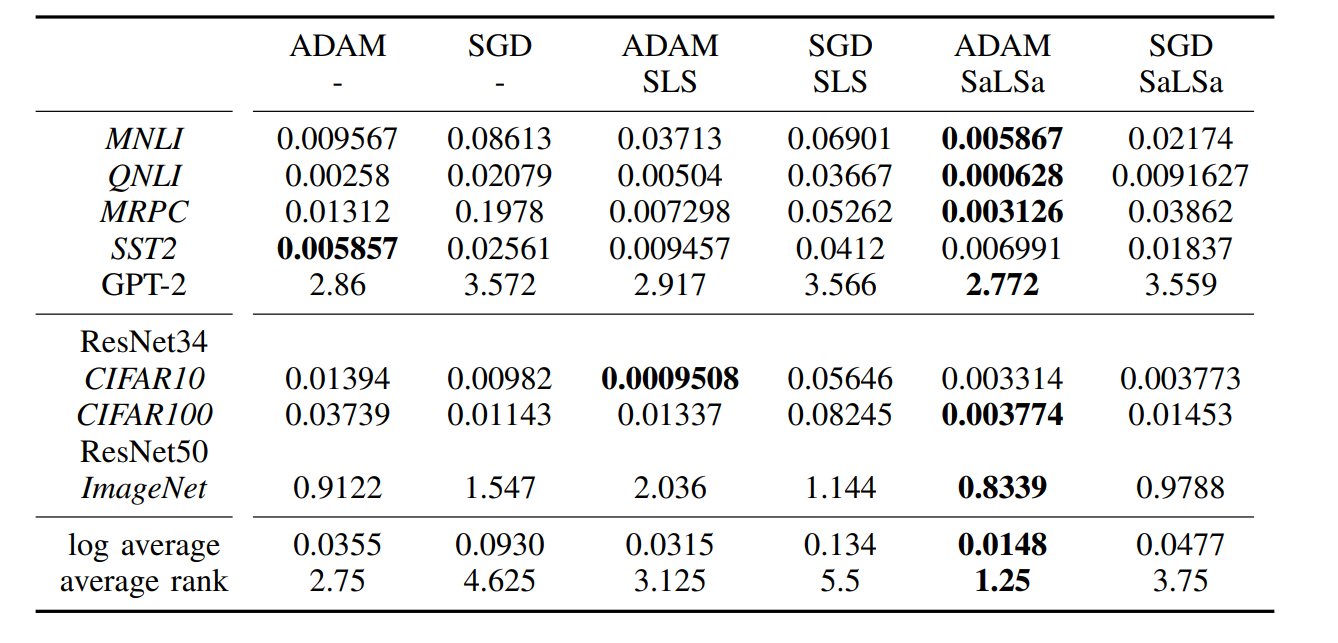 ADAM SGD ADAM SGD ADAM SGD
- - SLS SLS SaLSa SaLSa
MNLI 0.009567 0.08613 0.03713 0.06901 0.005867 0.02174
QNLI 0.00258 0.02079 0.00504 0.03667 0.000628 0.0091627
MRPC 0.01312 0.1978 0.007298 0.05262 0.003126 0.03862
SST2 0.005857 0.02561 0.009457 0.0412 0.006991 0.01837
GPT-2 2.86 3.572 2.917 3.566 2.772 3.559
ResNet34
CIFAR10 0.01394 0.00982 0.0009508 0.05646 0.003314 0.003773
CIFAR100 0.03739 0.01143 0.01337 0.08245 0.003774 0.01453
ResNet50
ImageNet 0.9122 1.547 2.036 1.144 0.8339 0.9788
log average 0.0355 0.0930 0.0315 0.134 0.0148 0.0477
average rank 2.75 4.625 3.125 5.5 1.25 3.75